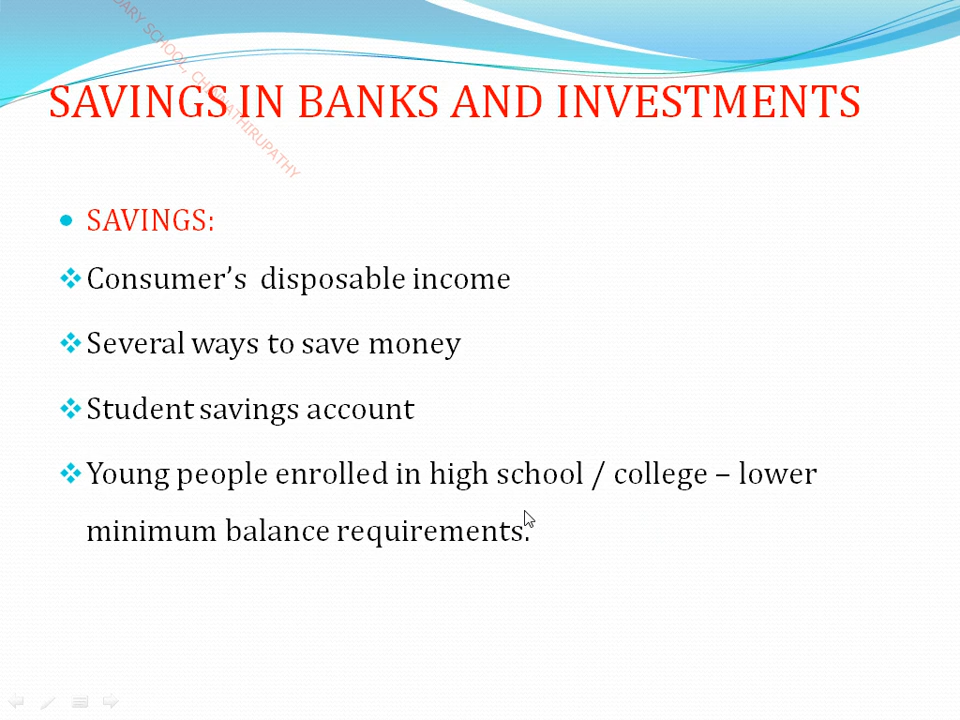 SAVINGS IN BANKS AND INVESTMENTS
SCHOOL,
SAVINGS:
Consumer's disposable income
Several ways to save money
Student savings account
Young people enrolled in high school / college – lower
minimum balance requirements.